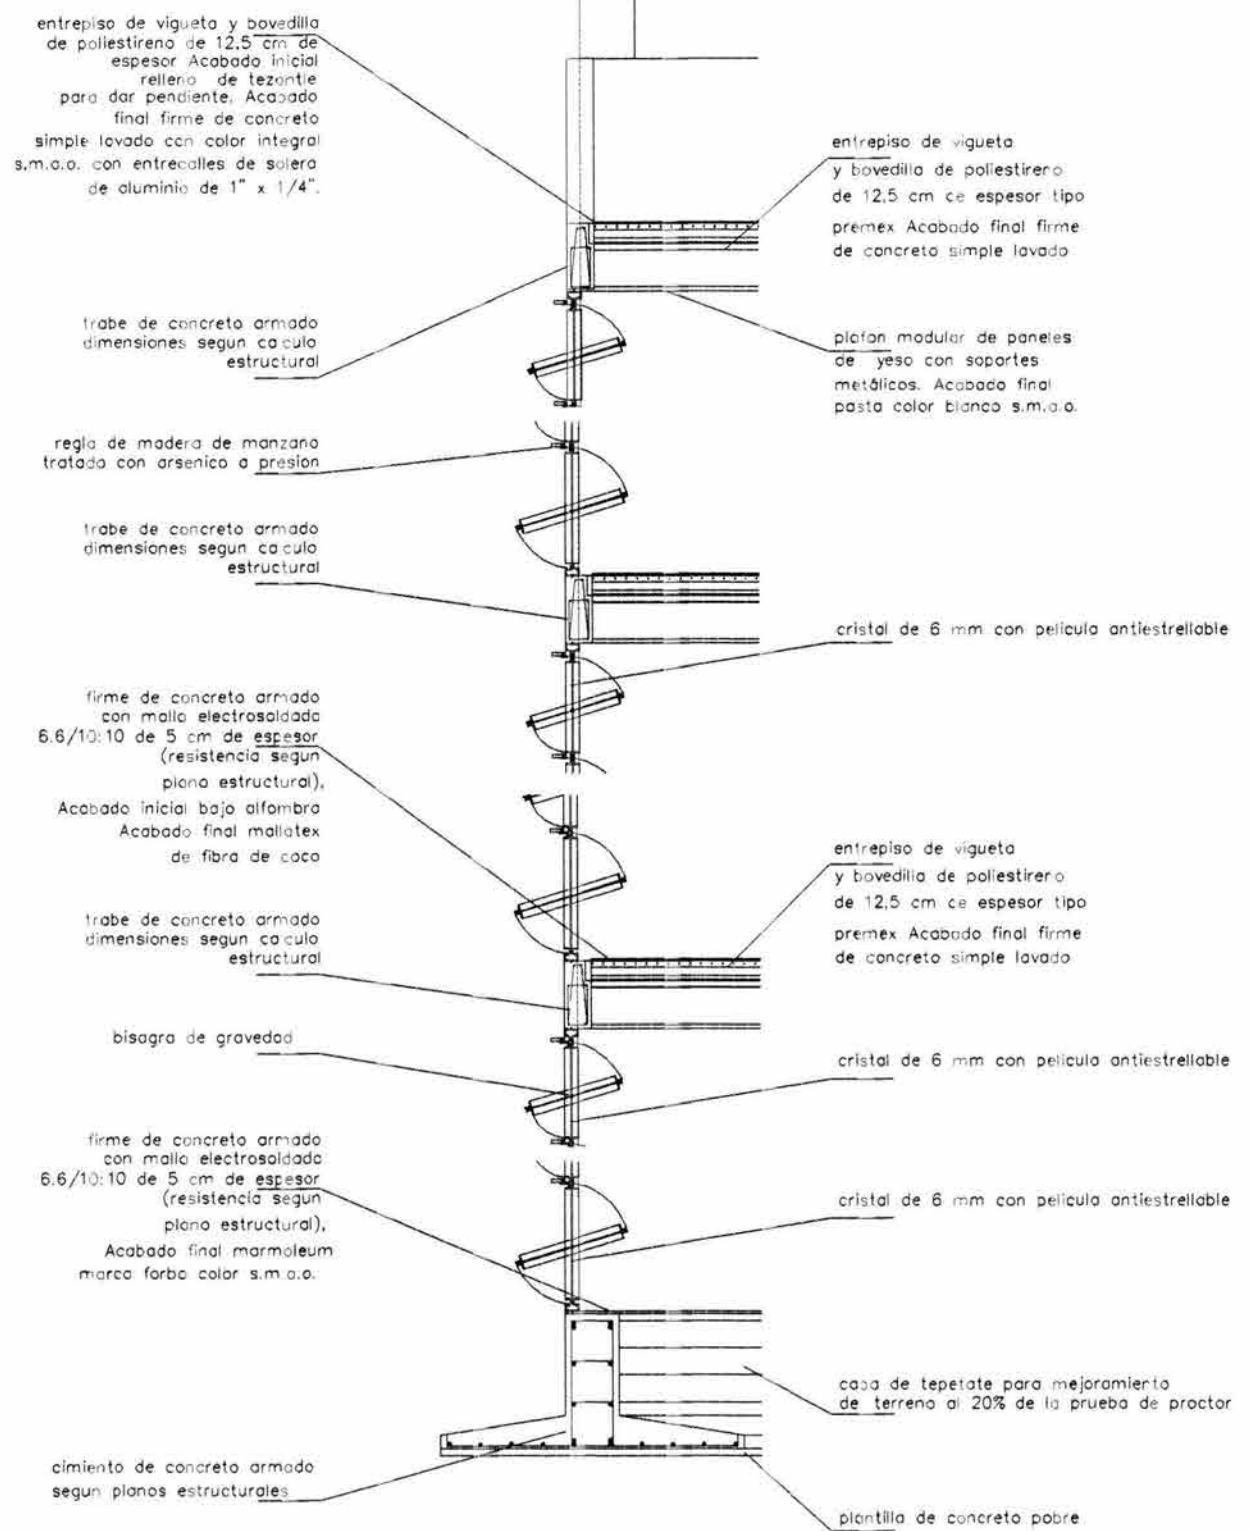 entrepiso de vigueta y bovedilla
de poliestireno de 12,5 cm de
espesor Acabado inicial
relleno de tezontle
para dar pendiente. Acabado
final firme de concreto
simple lavado con color integral
s.m.a.o. con entrecalles de solera
de aluminio de 1" x 1/4".
trabe de concreto armado
dimensiones segun calculo
estructural
regla de madera de manzano
tratada con arsenico a presion
trabe de concreto armado
dimensiones segun calculo
estructural
firme de concreto armado
con malla electrosoldada
6.6/10:10 de 5 cm de espesor
(resistencia segun
plano estructural),
Acabado inicial bajo alfombra
Acabado final mallatex
de fibra de coco
trabe de concreto armado
dimensiones segun calculo
estructural
bisagra de gravedad
firme de concreto armado
con malla electrosoldada
6.6/10:10 de 5 cm de espesor
(resistencia segun
plano estructural),
Acabado final marmoleum
marca forbo color s.m.a.o.
cimiento de concreto armado
segun planos estructurales
entrepiso de vigueta
y bovedilla de poliestirero
de 12,5 cm ce espesor tipo
premex Acabado final firme
de concreto simple lavado
plafon modular de paneles
de yeso con soportes
metálicos. Acabado final
pasta color blanco s.m.a.o.
cristal de 6 mm con pelicula antiestrellable
entrepiso de vigueta
y bovedilla de poliestirero
de 12,5 cm ce espesor tipo
premex Acabado final firme
de concreto simple lavado
cristal de 6 mm con pelicula antiestrellable
cristal de 6 mm con pelicula antiestrellable
capa de tepetate para mejoramiento
de terreno al 20% de la prueba de proctor
plantilla de concreto pobre